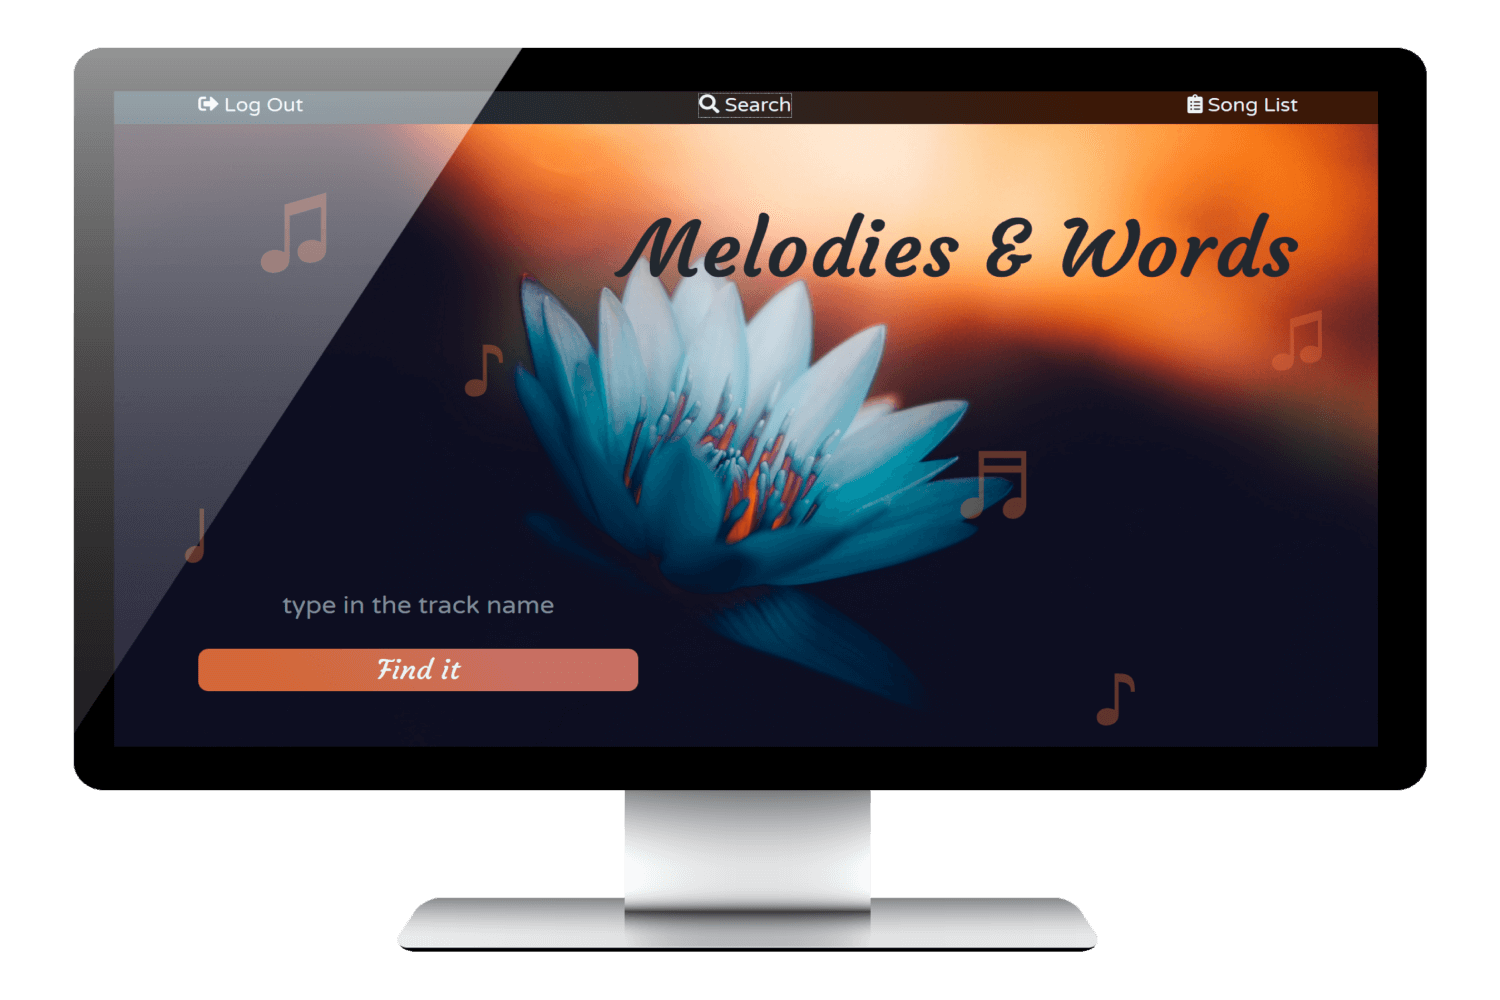 Log Out
Search
Song List
Melodies & Words
type in the track name
Find it